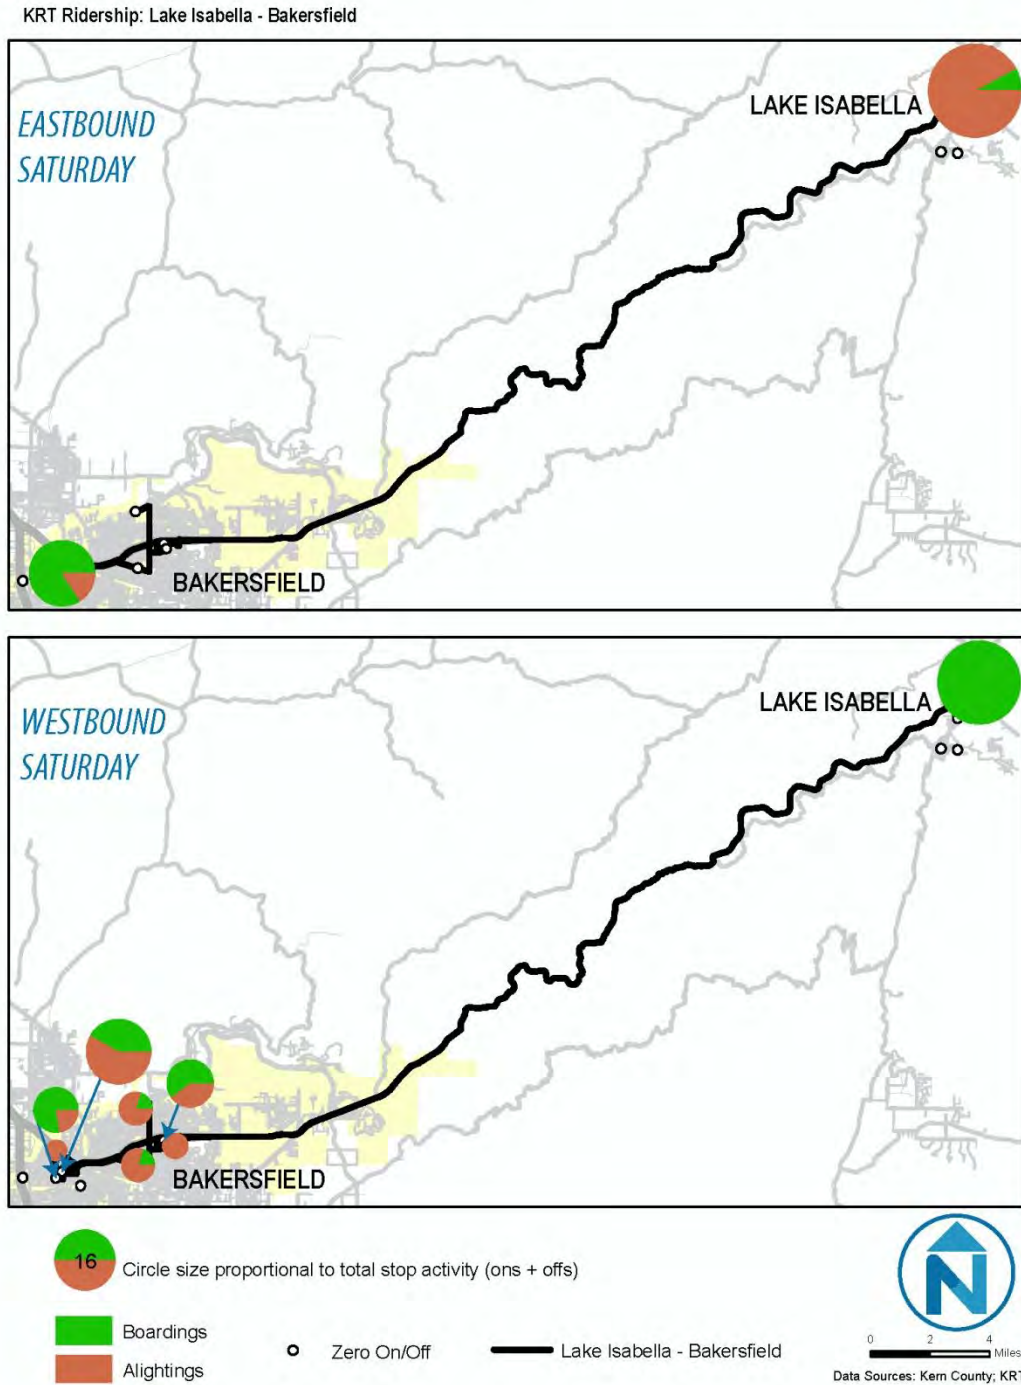 KRT Ridership: Lake Isabella - Bakersfield
EASTBOUND
SATURDAY
LAKE ISABELLA
BAKERSFIELD
WESTBOUND
SATURDAY
LAKE ISABELLA
BAKERSFIELD
16
Circle size proportional to total stop activity (ons + offs)
Boardings
Alightings
Zero On/Off
Lake Isabella - Bakersfield
N
0 2 4
Miles
Data Sources: Kern County; KRT